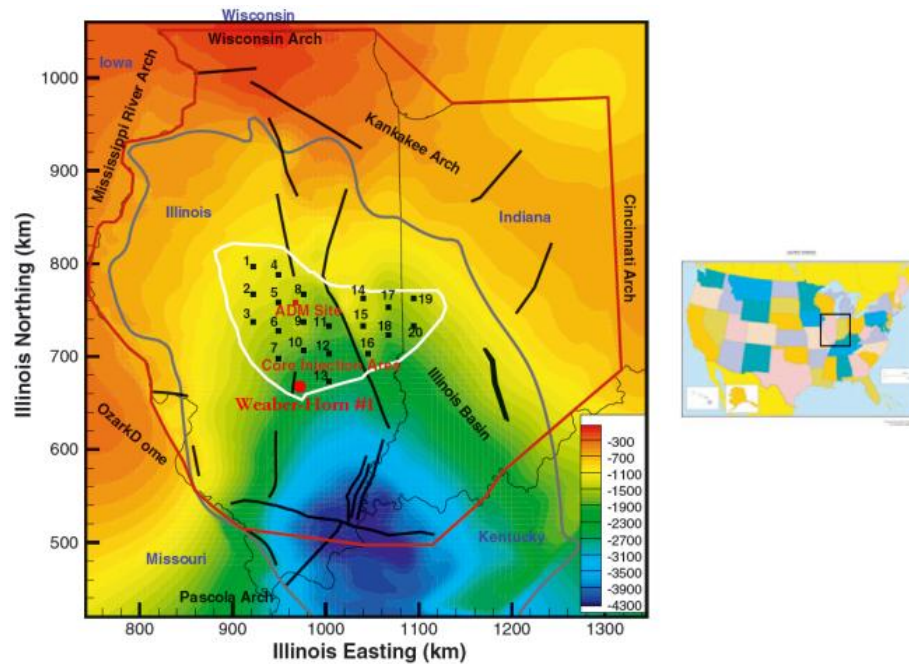 Wisconsin
Wisconsin Arch
Iowa
Mississippi River Arch
Kankakee Arch
Illinois
Indiana
Cincinnati Arch
1
4
2
5
8
14
17
19
ADM Site
3
6
9
11
15
18
20
7
10
12
16
Core Injection Area
13
Weaber-Horn #1
Illinois Basin
OzarkD ome
Missouri
Kentucky
Pascola Arch
-300
-700
-1100
-1500
-1900
-2300
-2700
-3100
-3500
-3900
-4300
Illinois Northing (km)
1000
900
800
700
600
500
800
900
1000
1100
1200
1300
Illinois Easting (km)